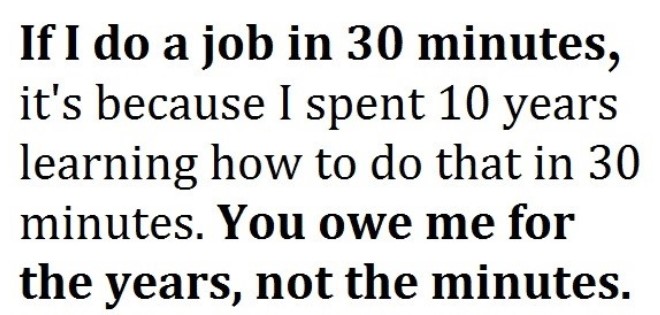 If I do a job in 30 minutes,
it's because I spent 10 years
learning how to do that in 30
minutes. You owe me for
the years, not the minutes.